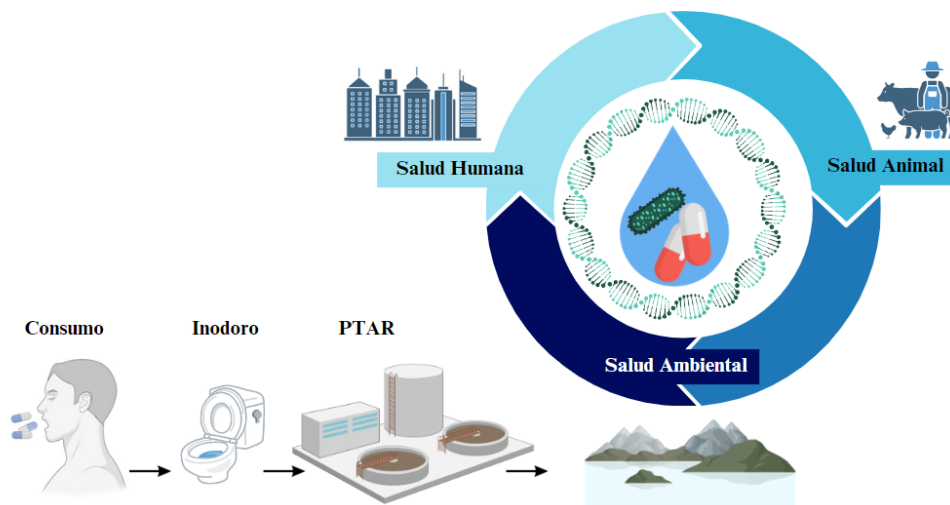 Salud Humana
Salud Animal
Consumo
Inodoro
PTAR
Salud Ambiental